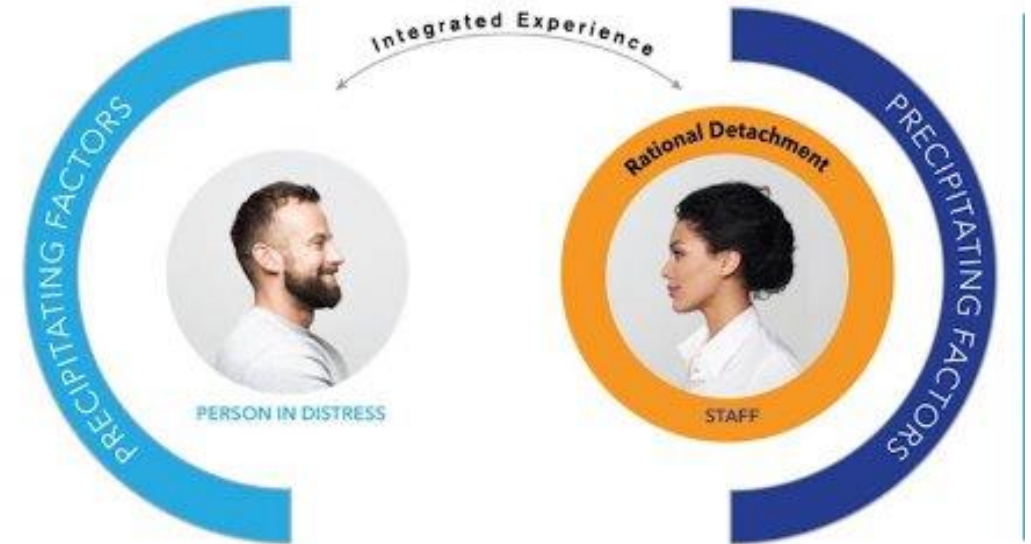 Integrated Experience
PRECIPITATING FACTORS
PERSON IN DISTRESS
Rational Detachment
STAFF
PRECIPITATING FACTORS